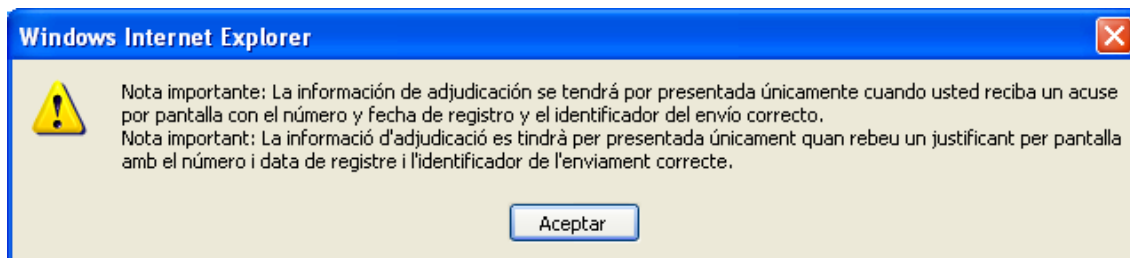 Windows Internet Explorer
Nota importante: La información de adjudicación se tendrá por presentada únicamente cuando usted reciba un acuse
por pantalla con el número y fecha de registro y el identificador del envío correcto.
Nota important: La informació d'adjudicació es tindrà per presentada únicament quan rebeu un justificant per pantalla
amb el número i data de registre i l'identificador de l'enviament correcte.
Aceptar